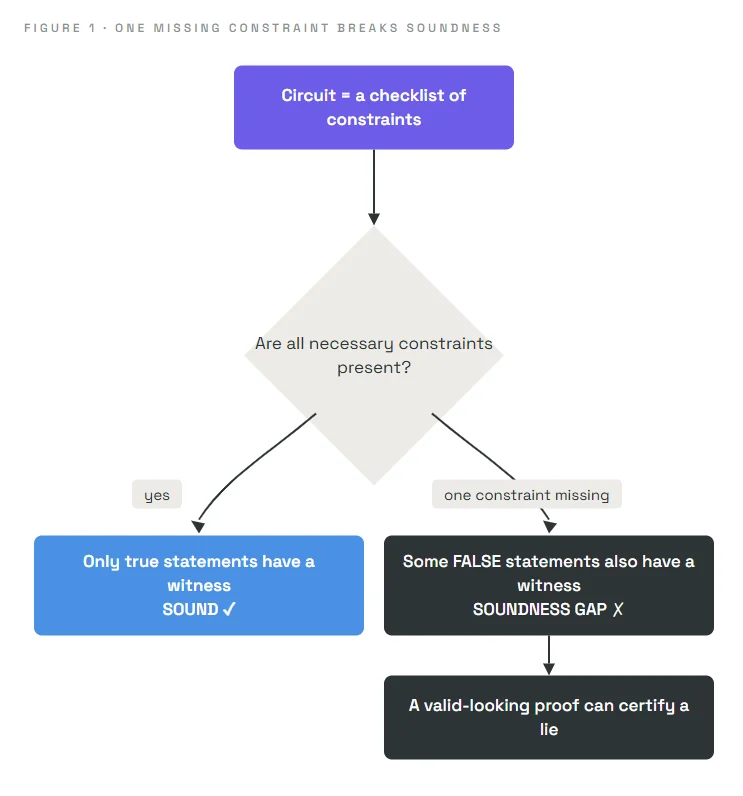 FIGURE 1 · ONE MISSING CONSTRAINT BREAKS SOUNDNESS
Circuit = a checklist of
constraints
Are all necessary constraints
present?
yes
one constraint missing
Only true statements have a
witness
SOUND ✓
Some FALSE statements also have a
witness
SOUNDNESS GAP ✗
A valid-looking proof can certify a
lie